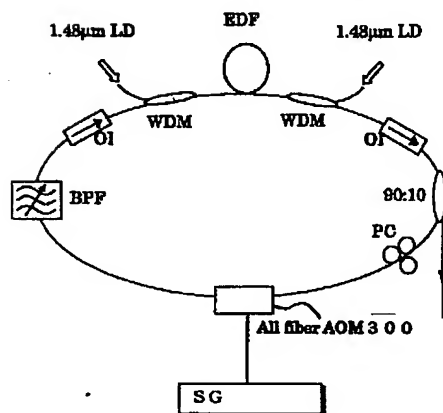 EDF
1.48μm LD
1.48μm LD
WDM
WDM
OI
OI
BPF
90:10
PC
All fiber AOM 3 0 0
SG